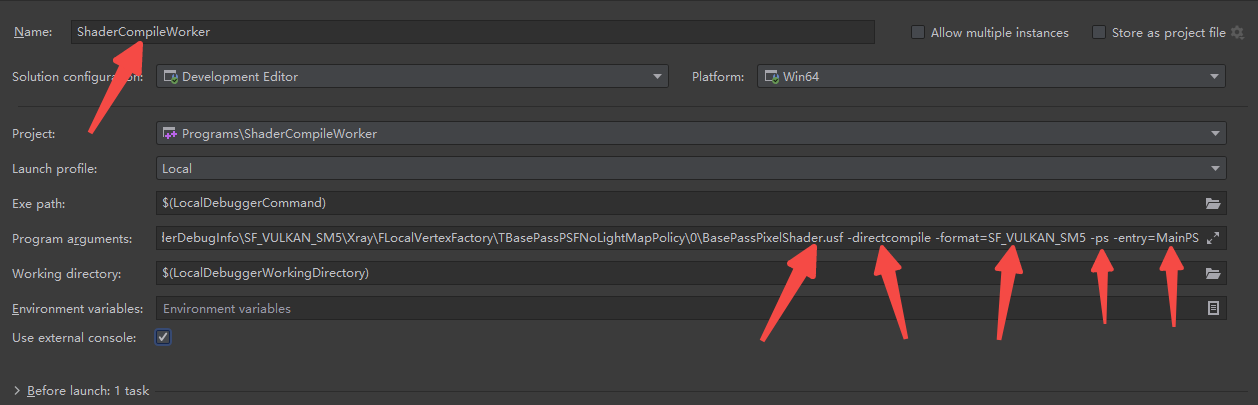 Name: ShaderCompileWorker Allow multiple instances Store as project file
Solution configuration: Development Editor Platform: Win64
Project: Programs\ShaderCompileWorker
Launch profile: Local
Exe path: $(LocalDebuggerCommand)
Program arguments: lerDebugInfo\SF_VULKAN_SM5\Xray\FLocalVertexFactory\TBasePassPSFNoLightMapPolicy\0\BasePassPixelShader.usf -directcompile -format=SF_VULKAN_SM5 -ps -entry=MainPS
Working directory: $(LocalDebuggerWorkingDirectory)
Environment variables: Environment variables
Use external console:
Before launch: 1 task